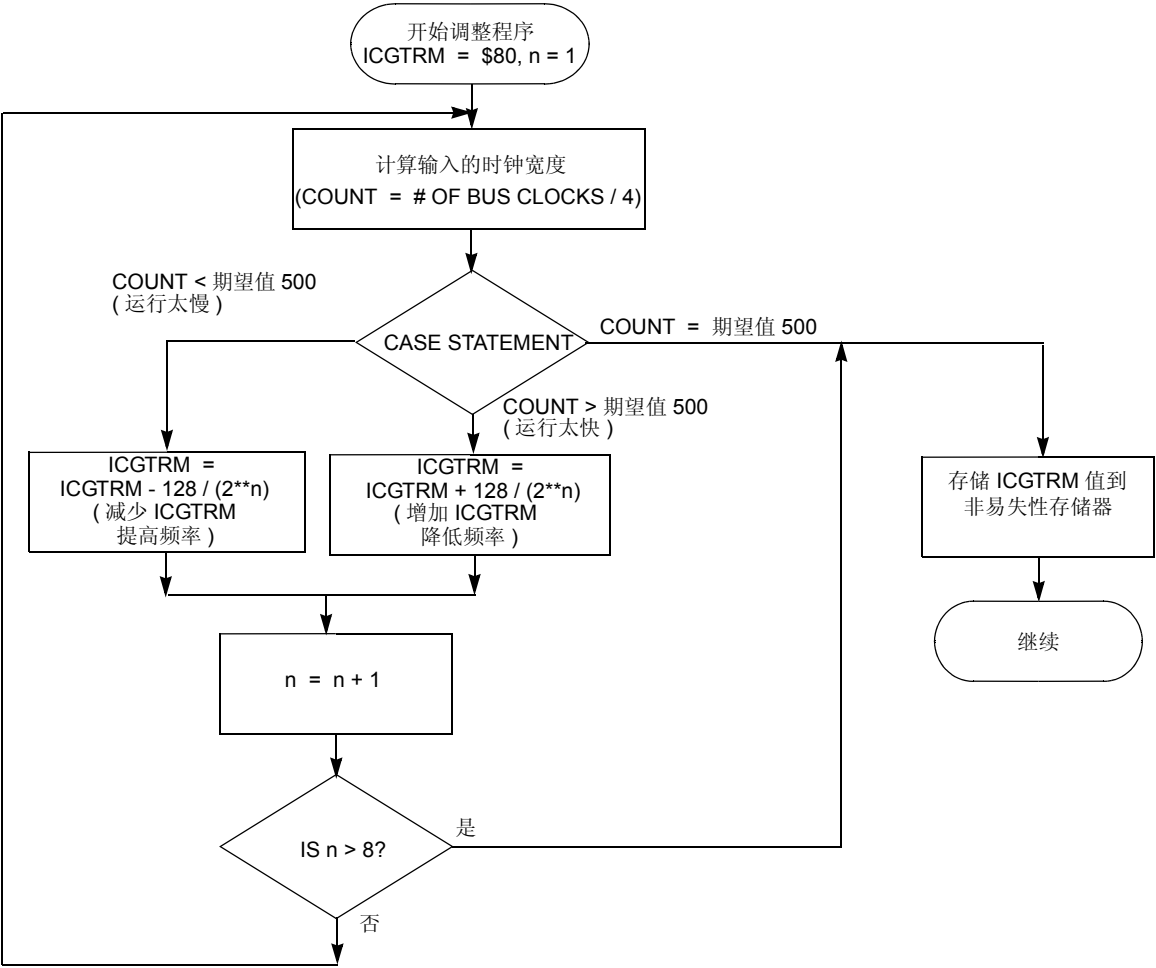 开始调整程序
ICGTRM = $80, n = 1
计算输入的时钟宽度
(COUNT = # OF BUS CLOCKS / 4)
COUNT < 期望值 500
( 运行太慢 )
CASE STATEMENT
COUNT = 期望值 500
COUNT > 期望值 500
( 运行太快 )
ICGTRM =
ICGTRM - 128 / (2**n)
( 减少 ICGTRM
提高频率 )
ICGTRM =
ICGTRM + 128 / (2**n)
( 增加 ICGTRM
降低频率 )
存储 ICGTRM 值到
非易失性存储器
继续
n = n + 1
IS n > 8?
是
否